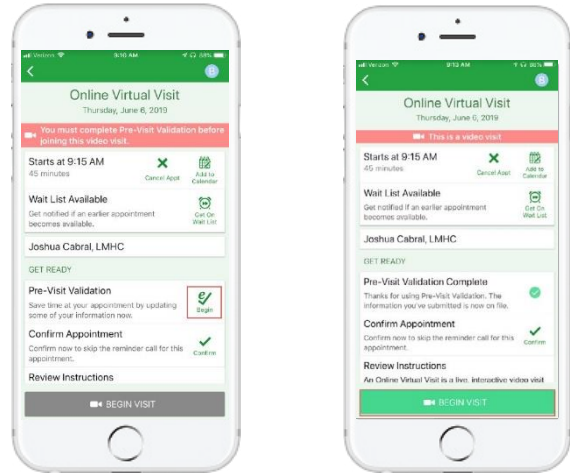 Verizon 9:10 AM 88%
B
Online Virtual Visit
Thursday, June 6, 2019
You must complete Pre-Visit Validation before
joining this video visit.
Starts at 9:15 AM
45 minutes
Cancel Appt
Add to
Calendar
Wait List Available
Get notified if an earlier appointment
becomes available.
Get On
Wait List
Joshua Cabral, LMHC
GET READY
Pre-Visit Validation
Save time at your appointment by updating
some of your information now.
Begin
Confirm Appointment
Confirm now to skip the reminder call for this
appointment.
Confirm
Review Instructions
BEGIN VISIT
Verizon 9:13 AM
B
Online Virtual Visit
Thursday, June 6, 2019
This is a video visit
Starts at 9:15 AM
45 minutes
Cancel Appt
Add to
Calendar
Wait List Available
Get notified if an earlier appointment
becomes available.
Get On
Wait List
Joshua Cabral, LMHC
GET READY
Pre-Visit Validation Complete
Thanks for using Pre-Visit Validation. The
information you've submitted is now on file.
Confirm Appointment
Confirm now to skip the reminder call for this
appointment.
Confirm
Review Instructions
An Online Virtual Visit is a live, interactive video visit
BEGIN VISIT